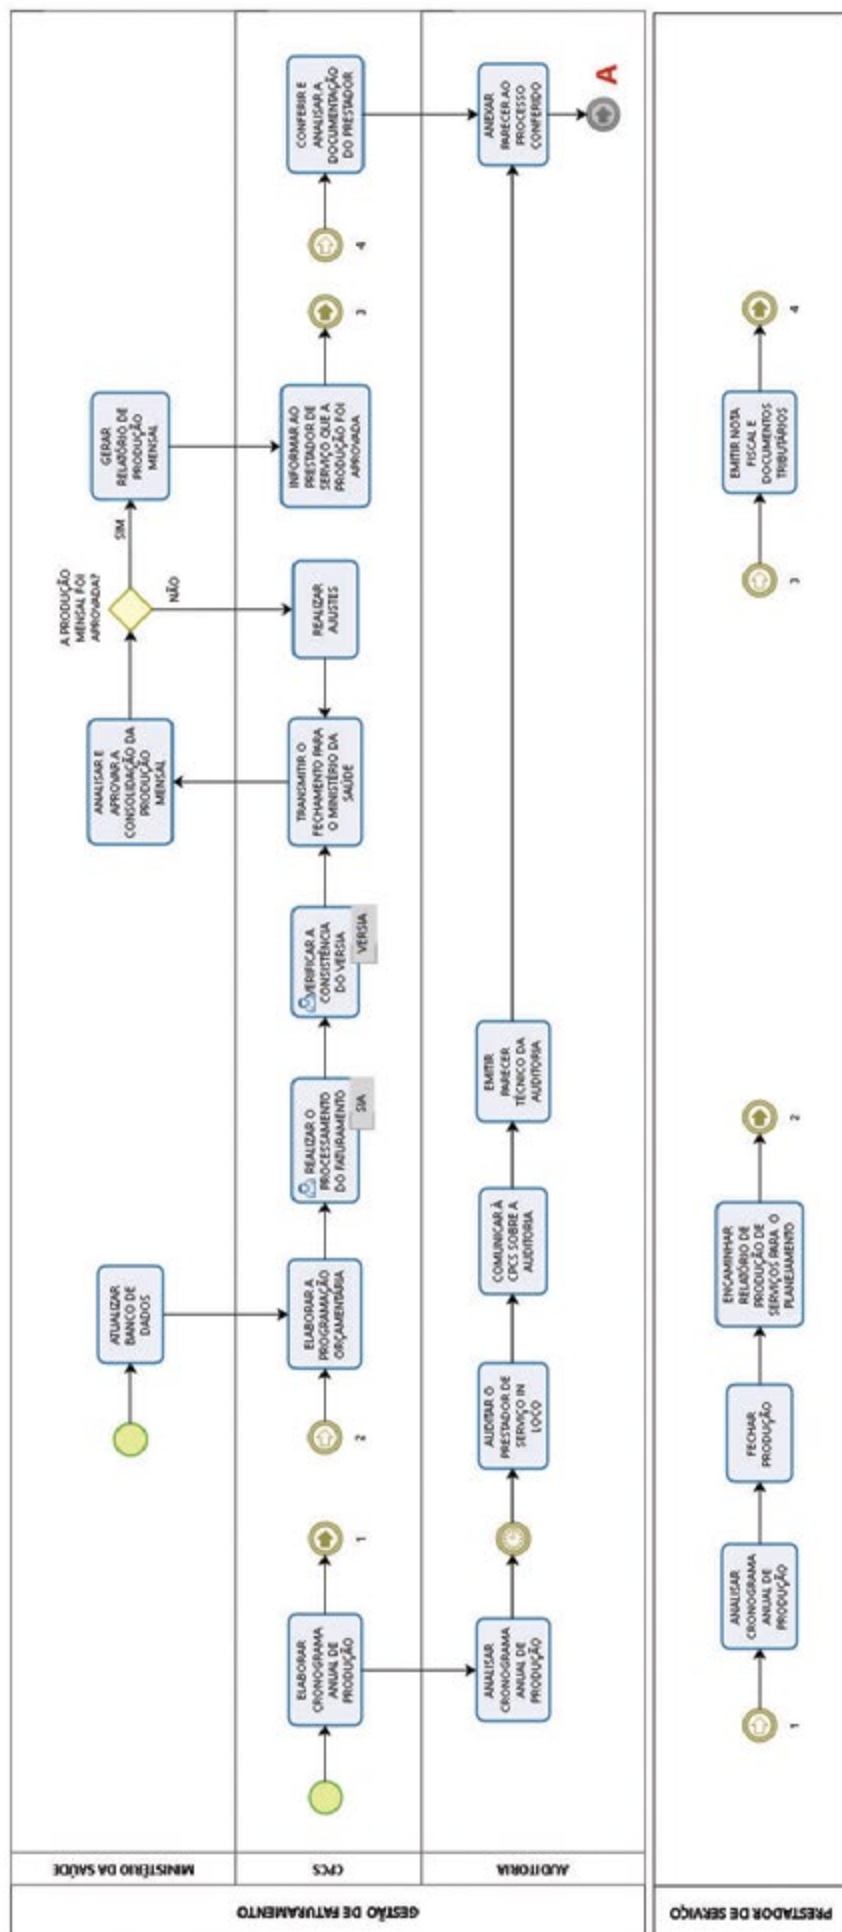 GESTÃO DE FATURAMENTO
MINISTÉRIO DA SAÚDE
ATUALIZAR
BANCO DE
DADOS
ANALISAR E
APROVAR A
CONSOLIDAÇÃO DA
PRODUÇÃO
MENSAL
A PRODUÇÃO
MENSAL FOI
APROVADA?
SIM
NÃO
GERAR
RELATÓRIO DE
PRODUÇÃO
MENSAL
CPCS
ELABORAR
CRONOGRAMA
ANUAL DE
PRODUÇÃO
1
2
ELABORAR A
PROGRAMAÇÃO
ORÇAMENTÁRIA
REALIZAR O
PROCESSAMENTO
DO FATURAMENTO
SIA
VERIFICAR A
CONSISTÊNCIA
DO VERSIA
VERSIA
TRANSMITIR O
FECHAMENTO PARA
O MINISTÉRIO DA
SAÚDE
REALIZAR
AJUSTES
INFORMAR AO
PRESTADOR DE
SERVIÇO QUE A
PRODUÇÃO FOI
APROVADA
3
4
CONFERIR E
ANALISAR A
DOCUMENTAÇÃO
DO PRESTADOR
AUDITORIA
ANALISAR
CRONOGRAMA
ANUAL DE
PRODUÇÃO
AUDITAR O
PRESTADOR DE
SERVIÇO IN
LOCO
COMUNICAR À
CPCS SOBRE A
AUDITORIA
EMITIR
PARECER
TÉCNICO DA
AUDITORIA
ANEXAR
PARECER AO
PROCESSO
CONFERIDO
A
PRESTADOR DE SERVIÇO
1
ANALISAR
CRONOGRAMA
ANUAL DE
PRODUÇÃO
FECHAR
PRODUÇÃO
ENCAMINHAR
RELATÓRIO DE
PRODUÇÃO DE
SERVIÇOS PARA O
PLANEJAMENTO
2
3
EMITIR NOTA
FISCAL E
DOCUMENTOS
TRIBUTÁRIOS
4